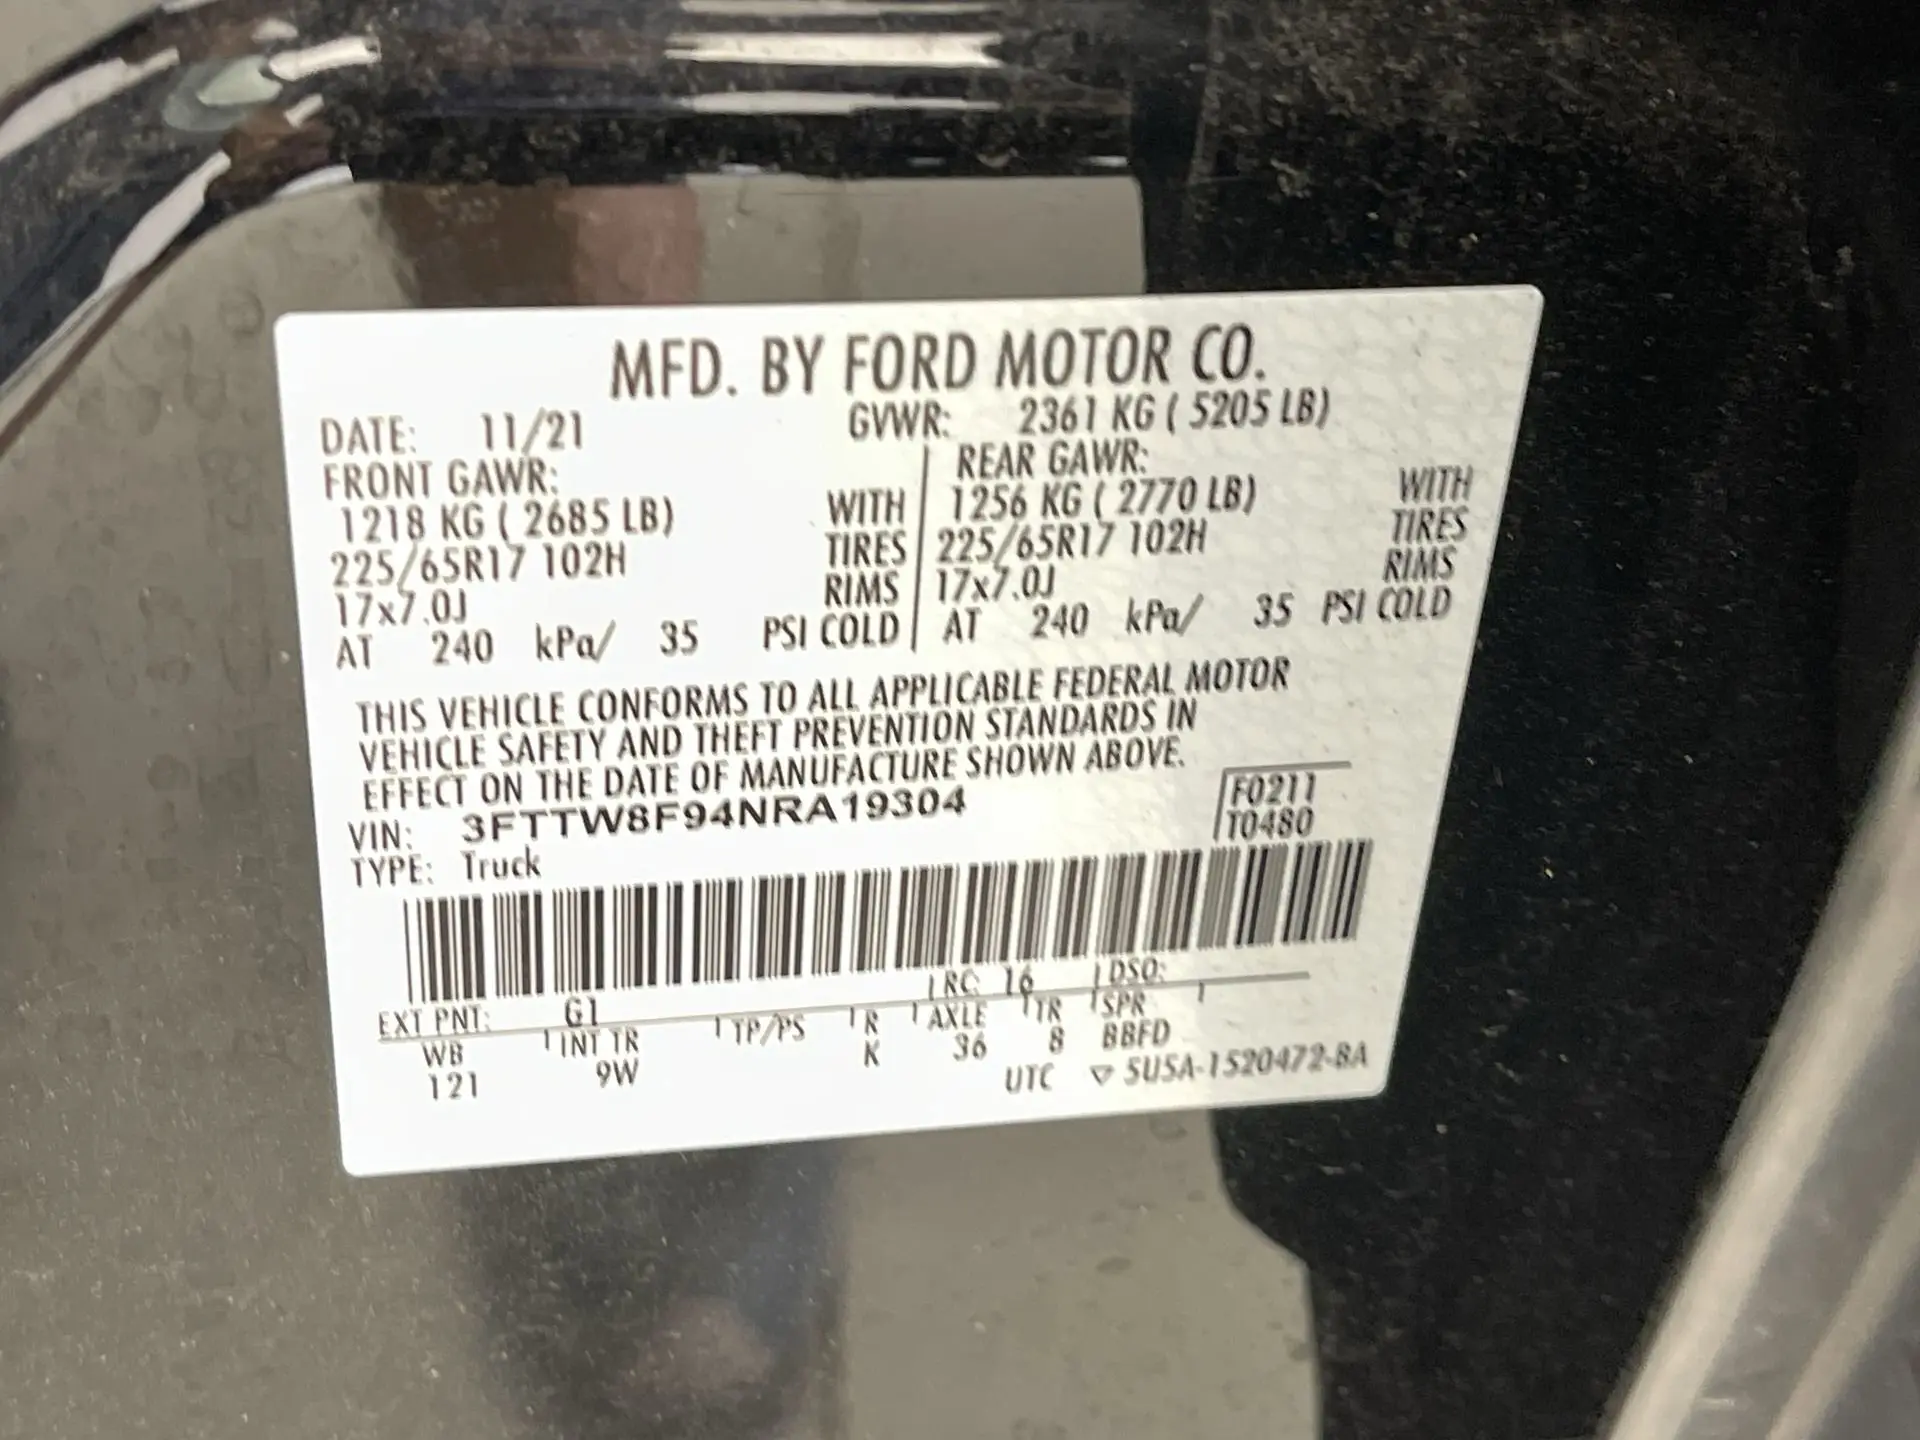 MFD. BY FORD MOTOR CO.
DATE: 11/21 GVWR: 2361 KG ( 5205 LB)
FRONT GAWR: REAR GAWR:
1218 KG ( 2685 LB) WITH 1256 KG ( 2770 LB) WITH
225/65R17 102H TIRES 225/65R17 102H TIRES
17x7.0J RIMS 17x7.0J RIMS
AT 240 kPa/ 35 PSI COLD AT 240 kPa/ 35 PSI COLD
THIS VEHICLE CONFORMS TO ALL APPLICABLE FEDERAL MOTOR
VEHICLE SAFETY AND THEFT PREVENTION STANDARDS IN
EFFECT ON THE DATE OF MANUFACTURE SHOWN ABOVE.
VIN: 3FTTW8F94NRA19304 F0211
TYPE: Truck T0480
EXT PNT: G1 RC: 16 DSO:
WB INT TR TP/PS R AXLE TR SPR
121 9W K 36 8 BBFD
UTC ▽ 5U5A-1520472-BA